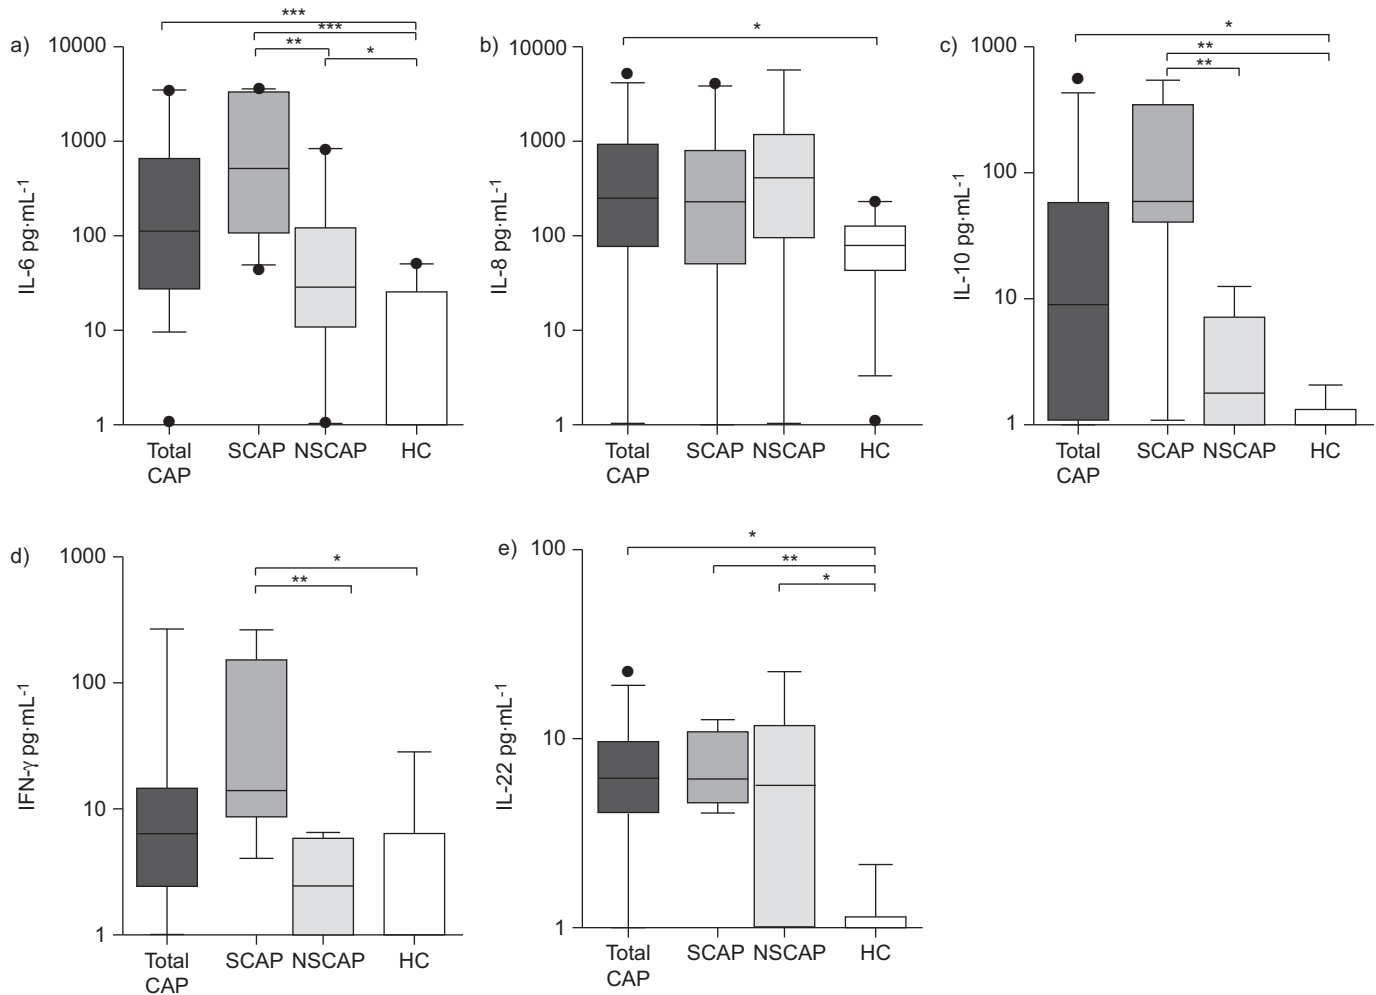 a)
***
***
**
*
10000
1000
100
10
1
IL-6 pg·mL-1
Total CAP
SCAP
NSCAP
HC
b)
*
10000
1000
100
10
1
IL-8 pg·mL-1
Total CAP
SCAP
NSCAP
HC
c)
*
**
**
1000
100
10
1
IL-10 pg·mL-1
Total CAP
SCAP
NSCAP
HC
d)
*
**
1000
100
10
1
IFN-γ pg·mL-1
Total CAP
SCAP
NSCAP
HC
e)
*
**
*
100
10
1
IL-22 pg·mL-1
Total CAP
SCAP
NSCAP
HC